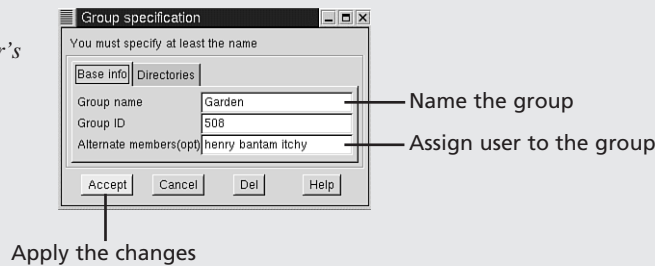 Group specification
r's
You must specify at least the name
Base info Directories
Group name Garden
Name the group
Group ID 508
Alternate members(opt) henry bantam itchy
Assign user to the group
Accept Cancel Del Help
Apply the changes